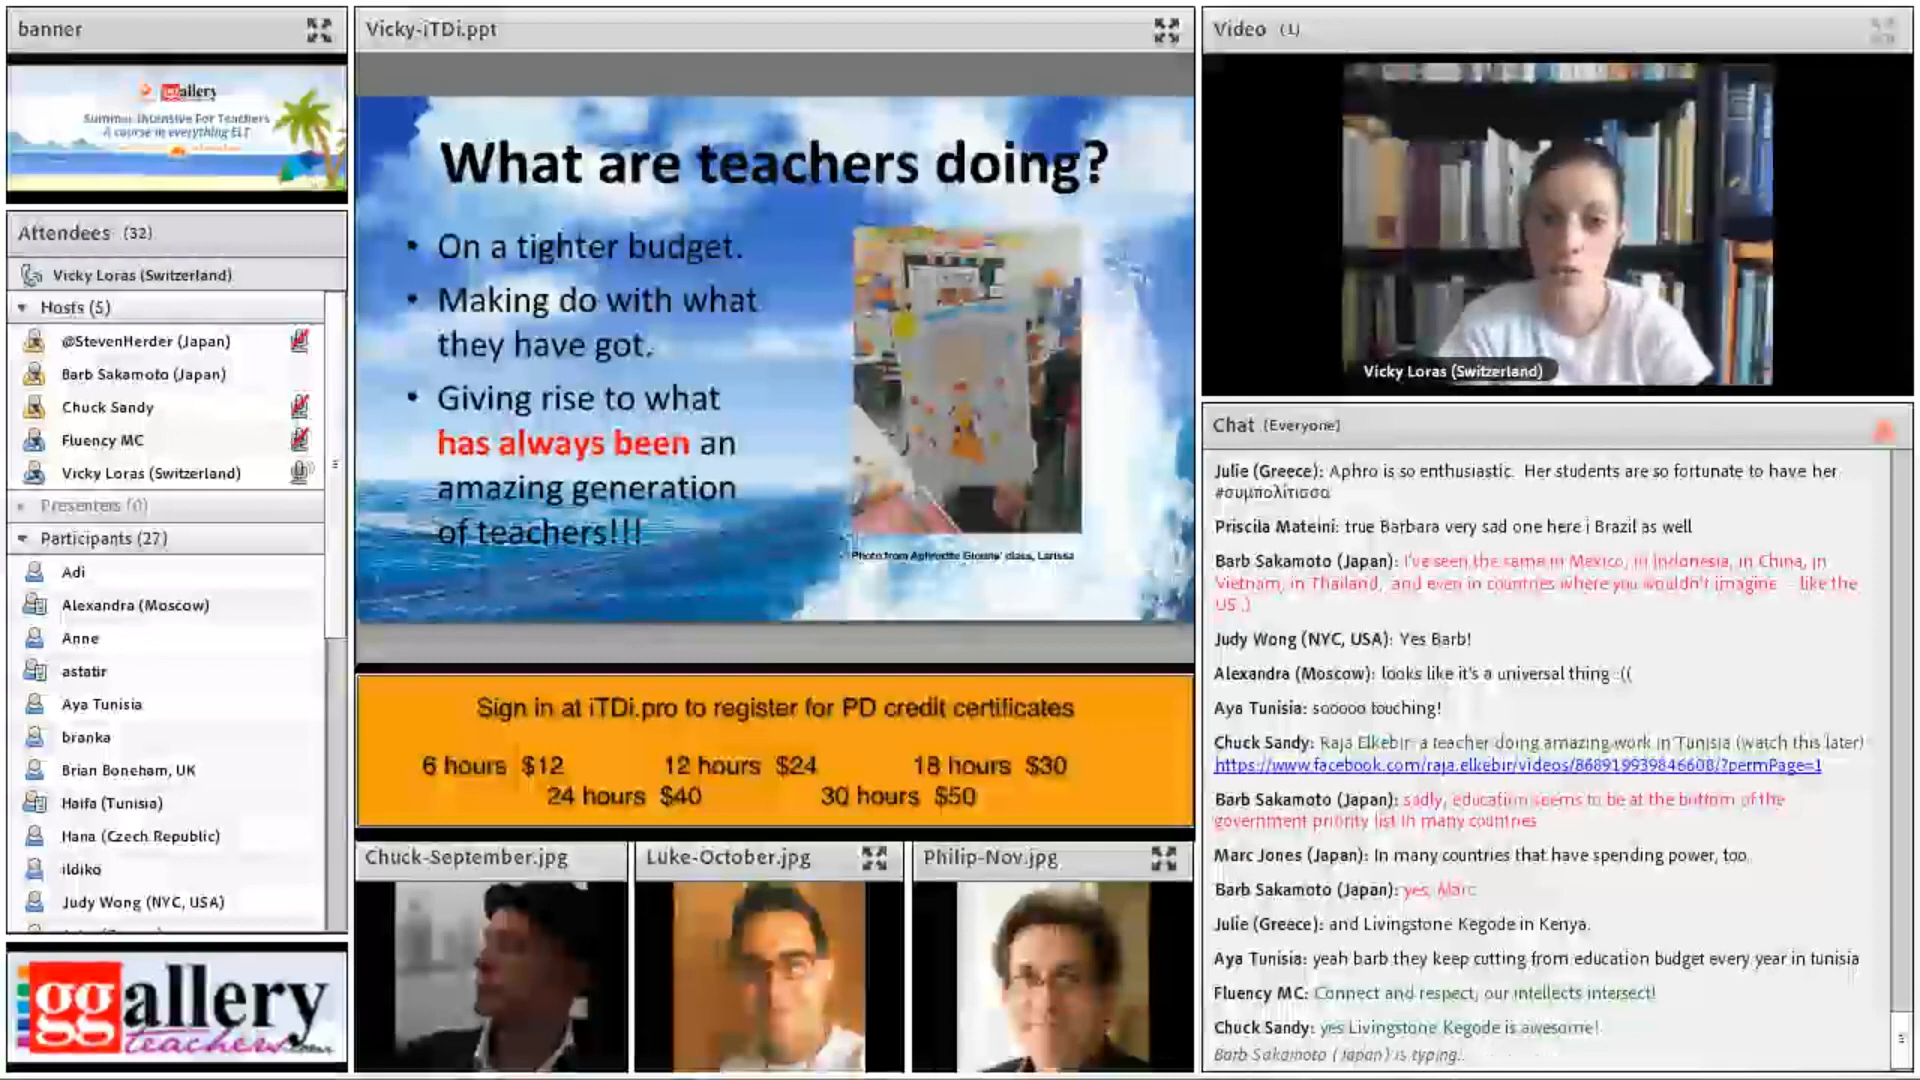 banner
ggallery
Summer Intensive For Teachers
A course in everything ELT
Attendees (32)
Vicky Loras (Switzerland)
Hosts (5)
@StevenHerder (Japan)
Barb Sakamoto (Japan)
Chuck Sandy
Fluency MC
Vicky Loras (Switzerland)
Presenters (0)
Participants (27)
Adi
Alexandra (Moscow)
Anne
astatir
Aya Tunisia
branka
Brian Boneham, UK
Haifa (Tunisia)
Hana (Czech Republic)
ildiko
Judy Wong (NYC, USA)
ggallery
teachers.com
Vicky-iTDi.ppt
What are teachers doing?
• On a tighter budget.
• Making do with what
they have got.
• Giving rise to what
has always been an
amazing generation
of teachers!!!
Photo from Aphrodite Gkiouris' class, Larissa
Sign in at iTDi.pro to register for PD credit certificates
6 hours $12 12 hours $24 18 hours $30
24 hours $40 30 hours $50
Chuck-September.jpg
Luke-October.jpg
Philip-Nov.jpg
Video (1)
Vicky Loras (Switzerland)
Chat (Everyone)
Julie (Greece): Aphro is so enthusiastic. Her students are so fortunate to have her
#συμπολίτισσα
Priscila Mateini: true Barbara very sad one here i Brazil as well
Barb Sakamoto (Japan): I've seen the same in Mexico, in Indonesia, in China, in
Vietnam, in Thailand, and even in countries where you wouldn't imagine -- like the
US :)
Judy Wong (NYC, USA): Yes Barb!
Alexandra (Moscow): looks like it's a universal thing :((
Aya Tunisia: sooooo touching!
Chuck Sandy: Raja Elkebir- a teacher doing amazing work in Tunisia (watch this later)
https://www.facebook.com/raja.elkebir/videos/868919939846608/?permPage=1
Barb Sakamoto (Japan): sadly, education seems to be at the bottom of the
government priority list in many countries
Marc Jones (Japan): In many countries that have spending power, too.
Barb Sakamoto (Japan): yes, Marc
Julie (Greece): and Livingstone Kegode in Kenya.
Aya Tunisia: yeah barb they keep cutting from education budget every year in tunisia
Fluency MC: Connect and respect, our intellects intersect!
Chuck Sandy: yes Livingstone Kegode is awesome!
Barb Sakamoto (Japan) is typing..